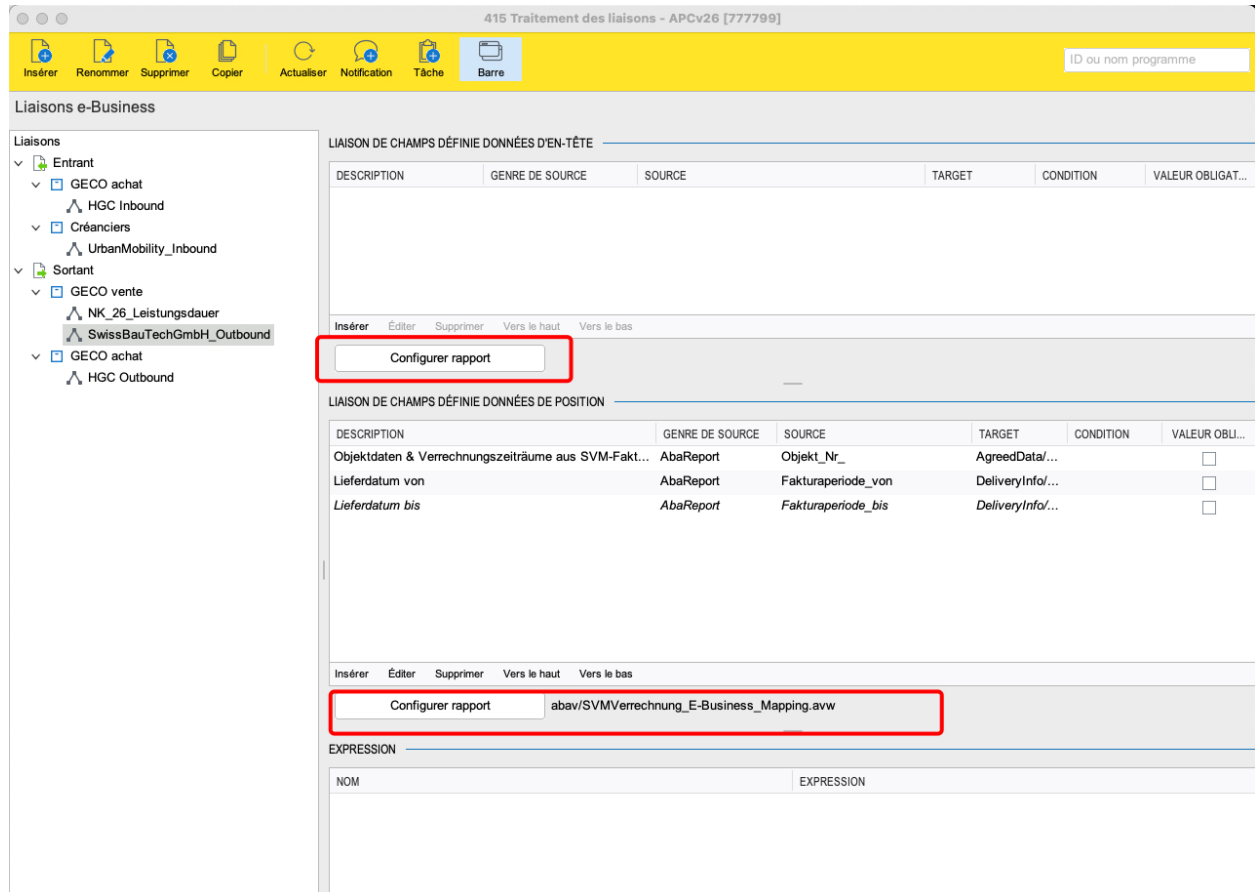 415 Traitement des liaisons - APCv26 [777799]
Insérer Renommer Supprimer Copier Actualiser Notification Tâche Barre
ID ou nom programme
Liaisons e-Business
Liaisons
Entrant
GECO achat
HGC Inbound
Créanciers
UrbanMobility_Inbound
Sortant
GECO vente
NK_26_Leistungsdauer
SwissBauTechGmbH_Outbound
GECO achat
HGC Outbound
LIAISON DE CHAMPS DÉFINIE DONNÉES D'EN-TÊTE
DESCRIPTION GENRE DE SOURCE SOURCE TARGET CONDITION VALEUR OBLIGAT...
Insérer Éditer Supprimer Vers le haut Vers le bas
Configurer rapport
LIAISON DE CHAMPS DÉFINIE DONNÉES DE POSITION
DESCRIPTION GENRE DE SOURCE SOURCE TARGET CONDITION VALEUR OBLI...
Objektdaten & Verrechnungszeiträume aus SVM-Fakt... AbaReport Objekt_Nr_ AgreedData/...
Lieferdatum von AbaReport Fakturaperiode_von DeliveryInfo/...
Lieferdatum bis AbaReport Fakturaperiode_bis DeliveryInfo/...
Insérer Éditer Supprimer Vers le haut Vers le bas
Configurer rapport abav/SVMVerrechnung_E-Business_Mapping.avw
EXPRESSION
NOM EXPRESSION